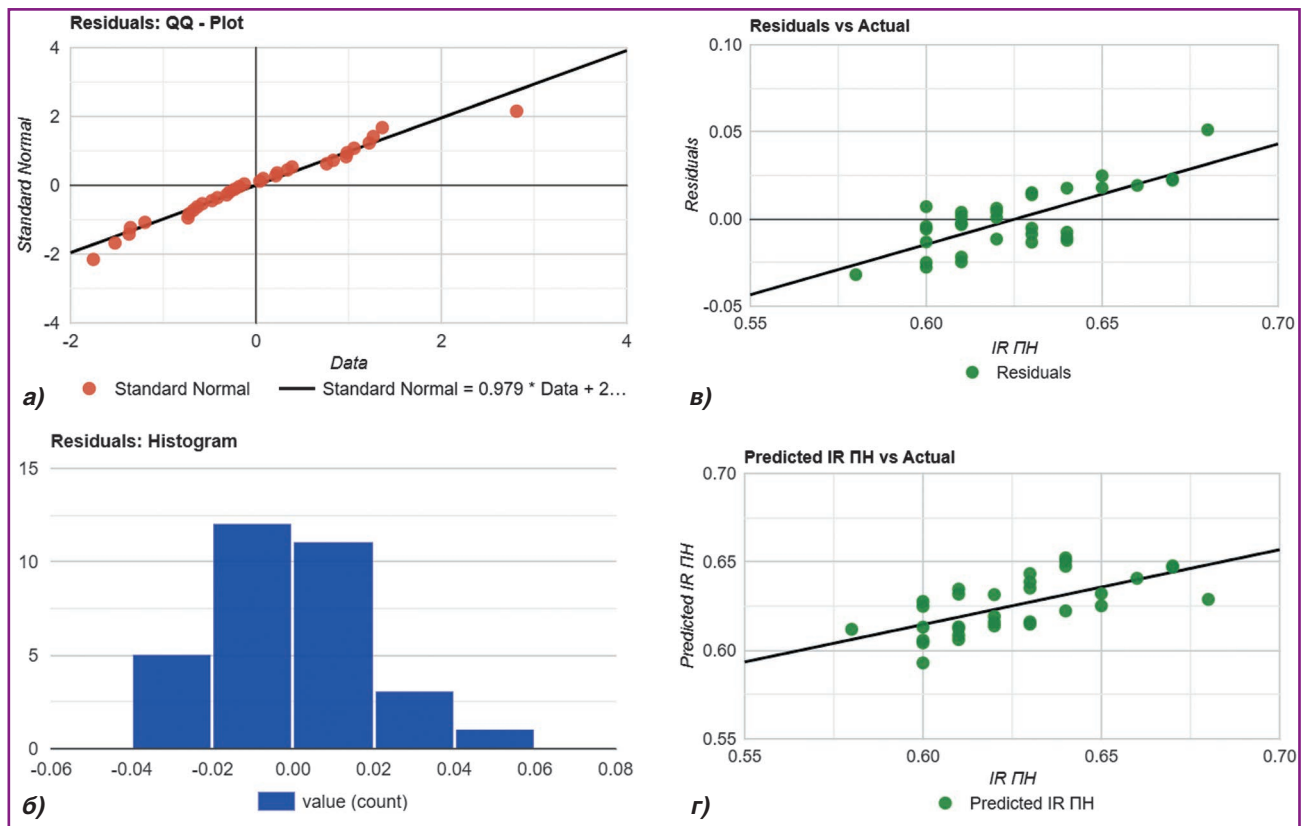 Residuals: QQ - Plot
4
2
0
-2
-4
Standard Normal
-2
0
2
4
Data
Standard Normal
Standard Normal = 0.979 * Data + 2…
а)
Residuals vs Actual
0.10
0.05
0.00
-0.05
Residuals
0.55
0.60
0.65
0.70
IR ПН
Residuals
в)
Residuals: Histogram
15
10
5
0
-0.06
-0.04
-0.02
0.00
0.02
0.04
0.06
0.08
value (count)
б)
Predicted IR ПН vs Actual
0.70
0.65
0.60
0.55
Predicted IR ПН
0.55
0.60
0.65
0.70
IR ПН
Predicted IR ПН
г)